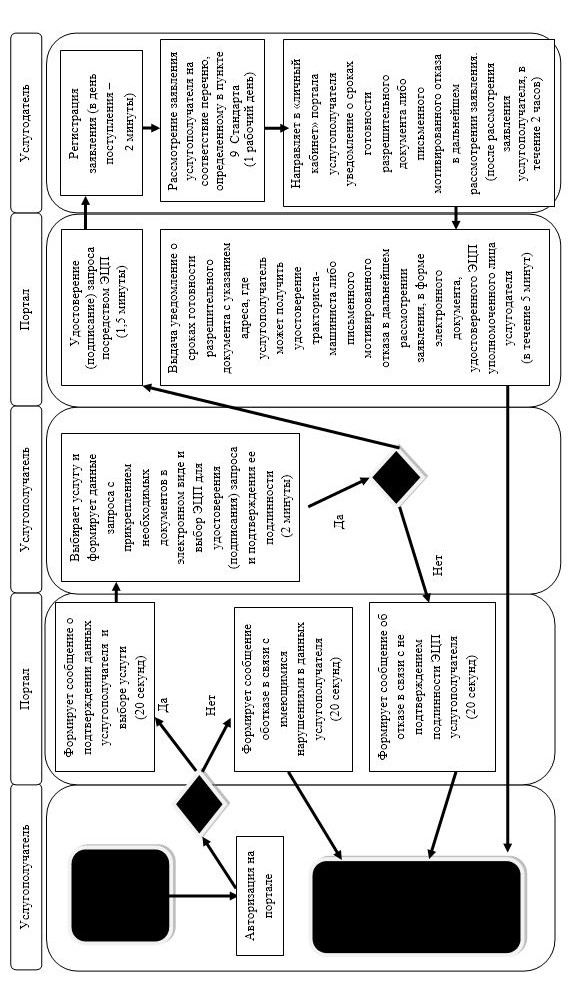 Услугополучатель
Портал
Услугополучатель
Портал
Услугодатель
Авторизация на
портале
Формирует сообщение о
подтверждении данных
услугополучателя и
выборе услуги
(20 секунд)
Да
Нет
Формирует сообщение
оботказе в связи с
имеющимися
нарушениями в данных
услугополучателя
(20 секунд)
Формирует сообщение об
отказе в связи с не
подтверждением
подлинности ЭЦП
услугополучателя
(20 секунд)
Выбирает услугу и
формирует данные
запроса с
прикреплением
необходимых
документов в
электронном виде и
выбор ЭЦП для
удостоверения
(подписания) запроса
и подтверждения ее
подлинности
(2 минуты)
Да
Нет
Удостоверение
(подписание) запроса
посредством ЭЦП
(1,5 минуты)
Выдача уведомление о
сроках готовности
разрешительного
документа с указанием
адреса, где
услугополучатель
может получить
удостоверение
тракториста-
машиниста либо
письменного
мотивированного
отказа в дальнейшем
рассмотрении
заявления, в форме
электронного
документа,
удостоверенного ЭЦП
уполномоченного лица
услугодателя
(в течение 5 минут)
Регистрация
заявления (в день
поступления –
2 минуты)
Рассмотрение заявления
услугополучателя на
соответствие перечню,
определенному в пункте
9 Стандарта
(1 рабочий день)
Направляет в «личный
кабинет» портала
услугополучателя
уведомление о сроках
готовности
разрешительного
документа либо
письменного
мотивированного отказа
в дальнейшем
рассмотрении заявления.
(после рассмотрения
заявления
услугополучателя, в
течение 2 часов)